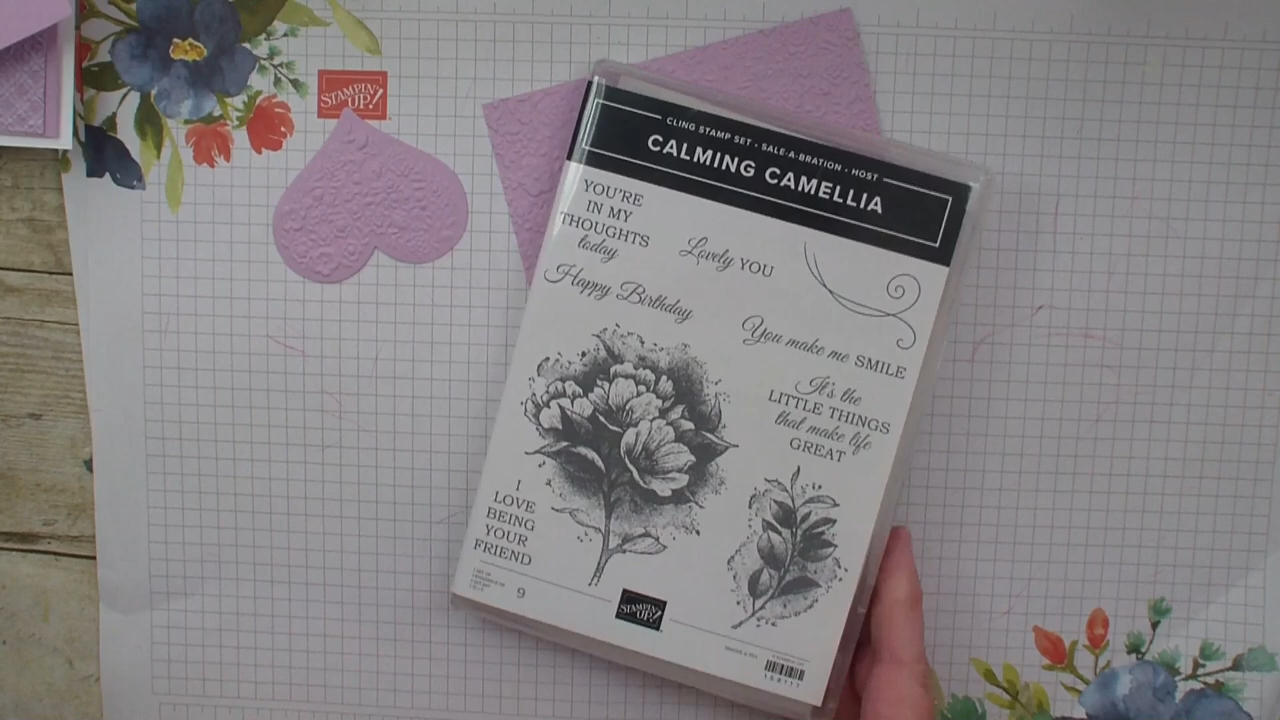 STAMPIN' UP!
CLING STAMP SET • SALE-A-BRATION • HOST
CALMING CAMELLIA
YOU'RE
IN MY
THOUGHTS
today
Lovely YOU
Happy Birthday
You make me SMILE
It's the
LITTLE THINGS
that make life
GREAT
I
LOVE
BEING
YOUR
FRIEND
9
STAMPIN' UP!